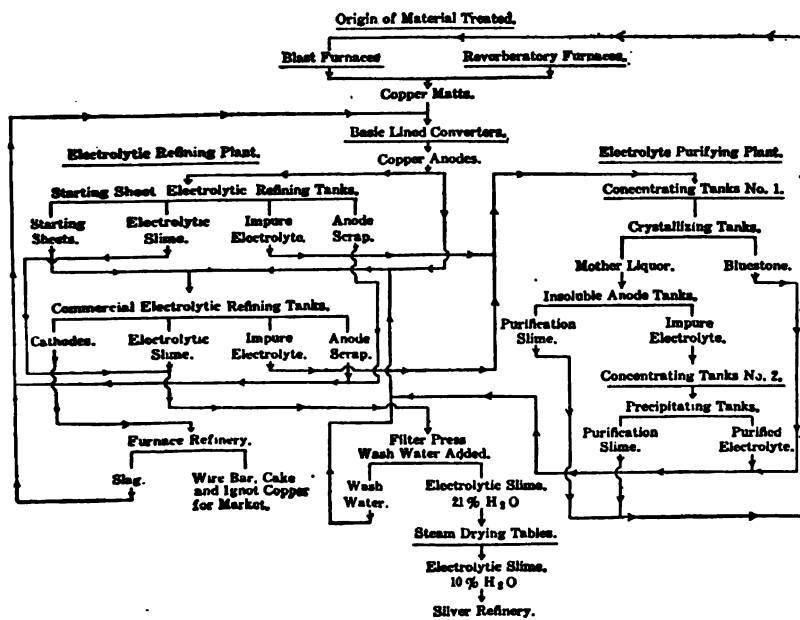 Origin of Material Treated.
Blast Furnaces
Reverberatory Furnaces.
Copper Matts.
Basic Lined Converters.
Copper Anodes.
Electrolytic Refining Plant.
Electrolyte Purifying Plant.
Starting Sheet Electrolytic Refining Tanks.
Starting
Sheets.
Electrolytic
Slime.
Impure
Electrolyte.
Anode
Scrap.
Commercial Electrolytic Refining Tanks.
Cathodes.
Electrolytic
Slime.
Impure
Electrolyte.
Anode
Scrap.
Furnace Refinery.
Slag.
Wire Bar, Cake
and Ignot Copper
for Market.
Filter Press
Wash Water Added.
Wash
Water.
Electrolytic Slime.
21% H₂O
Steam Drying Tables.
Electrolytic Slime.
10% H₂O
Silver Refinery.
Concentrating Tanks No. 1.
Crystallizing Tanks.
Mother Liquor.
Bluestone.
Insoluble Anode Tanks.
Purification
Slime.
Impure
Electrolyte.
Concentrating Tanks No. 2.
Precipitating Tanks.
Purification
Slime.
Purified
Electrolyte.